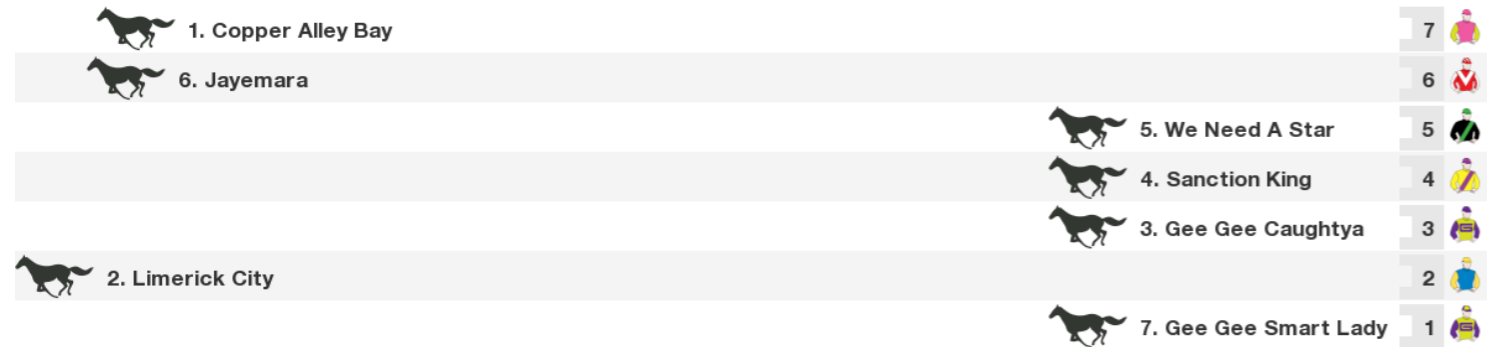 1. Copper Alley Bay 7
6. Jayemara 6
5. We Need A Star 5
4. Sanction King 4
3. Gee Gee Caughtya 3 G
2. Limerick City 2
7. Gee Gee Smart Lady 1 G